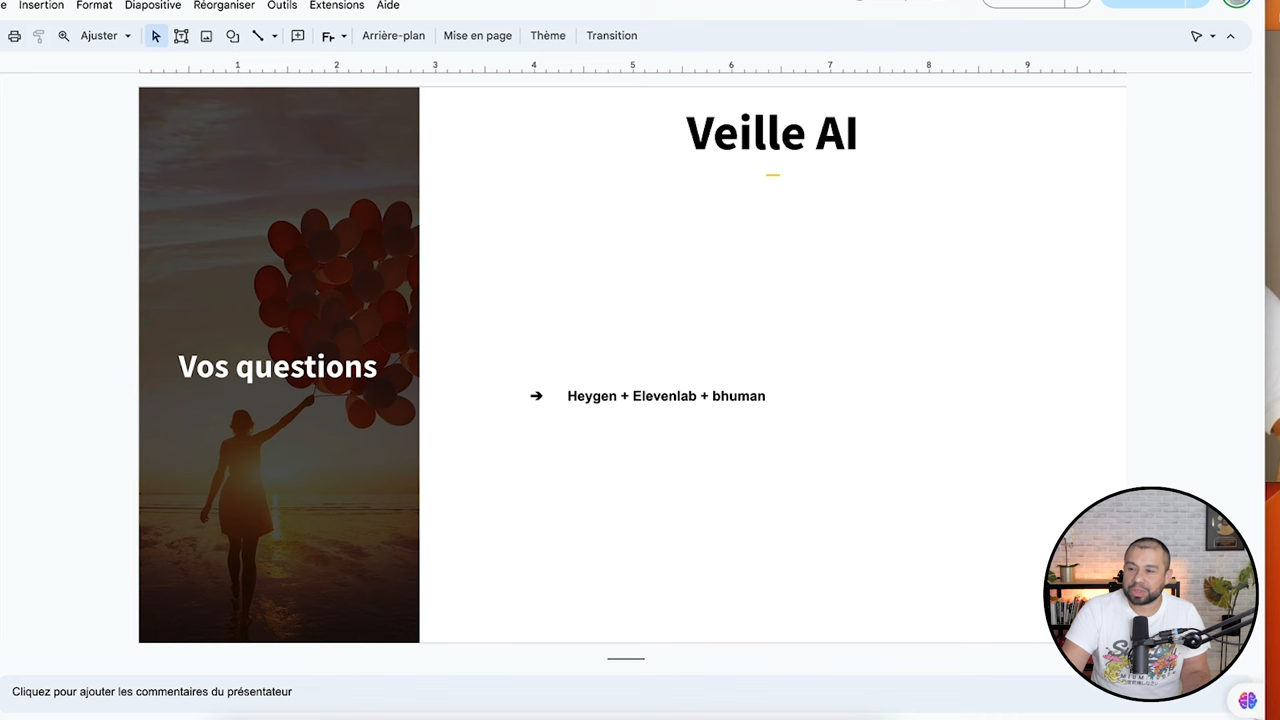 e Insertion Format Diapositive Réorganiser Outils Extensions Aide
Ajuster Fr Arrière-plan Mise en page Thème Transition
1 2 3 4 5 6 7 8 9
Veille AI
Vos questions
➔ Heygen + Elevenlab + bhuman
Cliquez pour ajouter les commentaires du présentateur